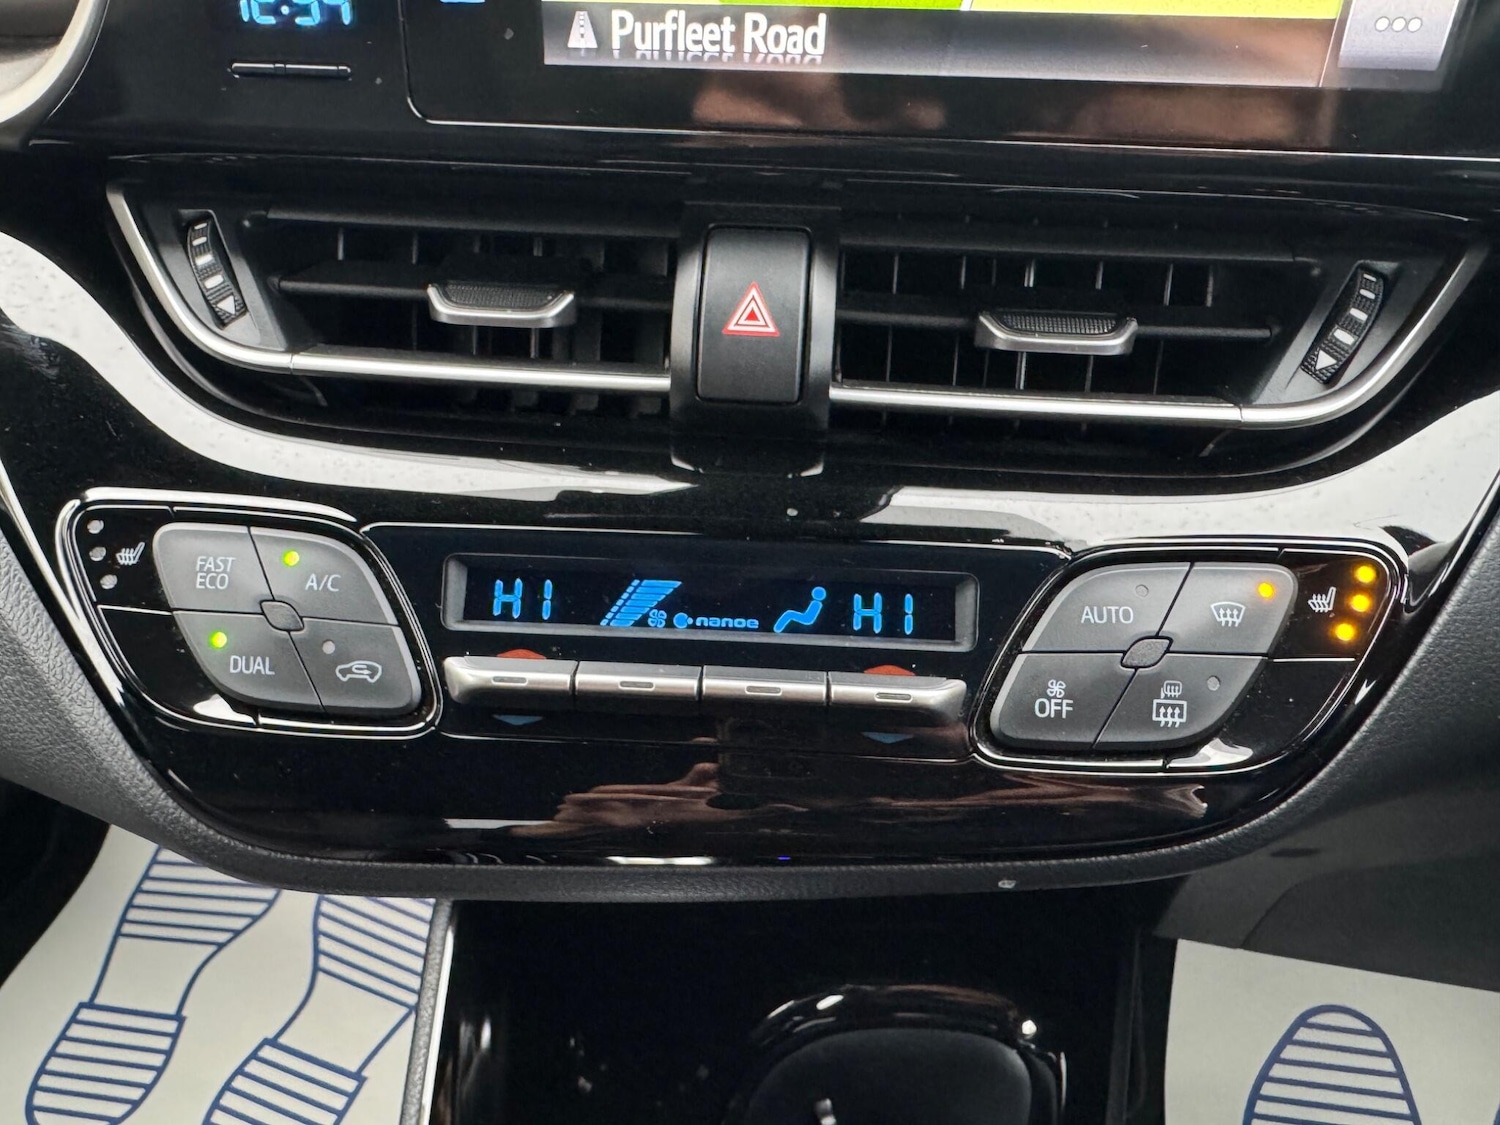 Purfleet Road
FAST
ECO
A/C
DUAL
HI
nanoe
HI
AUTO
OFF